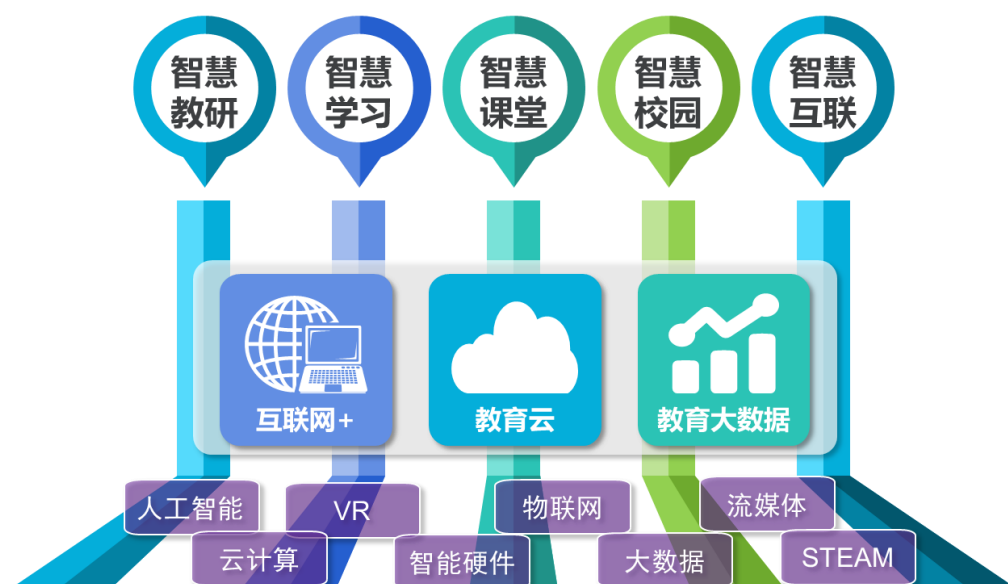 智慧
教研
智慧
学习
智慧
课堂
智慧
校园
智慧
互联
互联网+
教育云
教育大数据
人工智能
VR
物联网
流媒体
云计算
智能硬件
大数据
STEAM